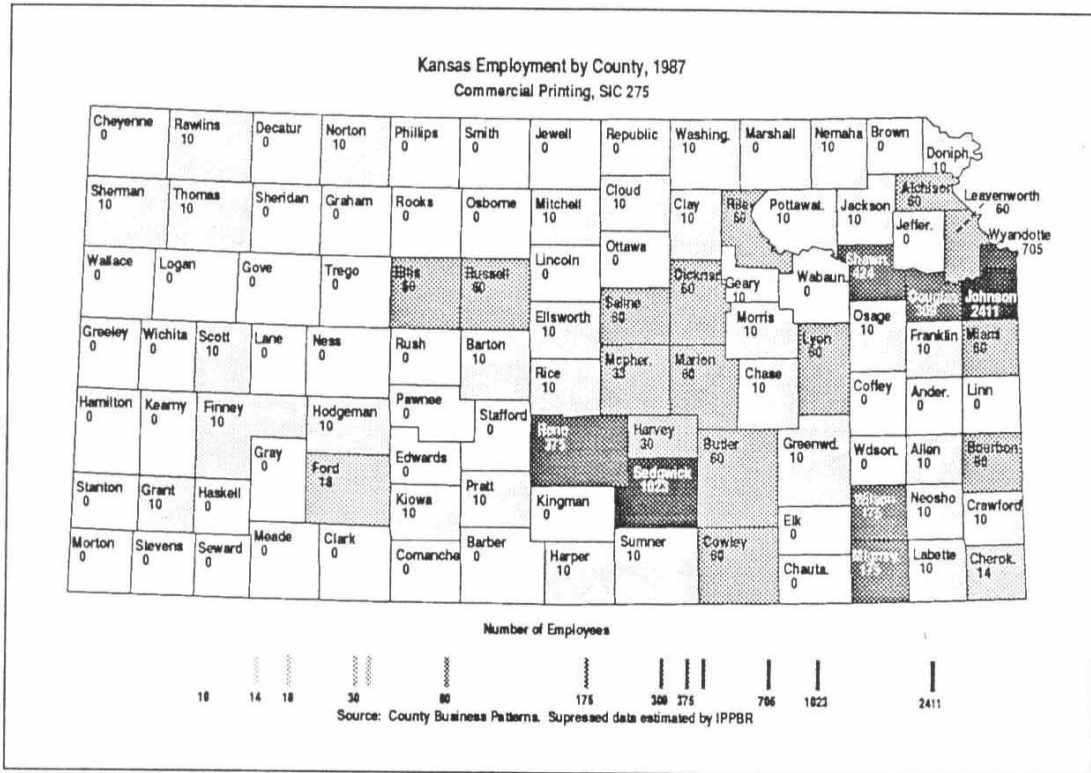 Kansas Employment by County, 1987
Commercial Printing, SIC 275
Cheyenne
0
Rawlins
10
Decatur
0
Norton
10
Phillips
0
Smith
0
Jewell
0
Republic
0
Washing.
10
Marshall
0
Nemaha
10
Brown
0
Doniph.
10
Sherman
10
Thomas
10
Sheridan
0
Graham
0
Rooks
0
Osborne
0
Mitchell
10
Cloud
10
Clay
10
Riley
60
Pottawat.
10
Jackson
10
Atchison
60
Leavenworth
60
Jeffer.
0
Wyandotte
705
Wallace
0
Logan
0
Gove
0
Trego
0
Ellis
Russell
60
Lincoln
0
Ottawa
0
Dicknsn
60
Geary
10
Wabaun.
0
Shawn.
Douglas
Johnson
2411
Saline
60
Ellsworth
10
Morris
10
Osage
10
Franklin
10
Miami
60
Greeley
0
Wichita
0
Scott
10
Lane
0
Ness
0
Rush
0
Barton
10
Rice
10
Mcpher.
33
Marion
60
Chase
10
Lyon
60
Coffey
0
Ander.
0
Linn
0
Hamilton
0
Kearny
0
Finney
10
Hodgeman
10
Pawnee
0
Stafford
0
Reno
375
Harvey
30
Butler
60
Greenwd.
10
Wdson.
0
Allen
10
Bourbon
60
Gray
0
Ford
18
Edwards
0
Sedgwick
1023
Stanton
0
Grant
10
Haskell
0
Kiowa
10
Pratt
10
Kingman
0
Elk
0
Wilson
175
Neosho
10
Crawford
10
Morton
0
Stevens
0
Seward
0
Meade
0
Clark
0
Comanche
0
Barber
0
Harper
10
Sumner
10
Cowley
60
Chauta.
0
175
Labette
10
Cherok.
14
Number of Employees
10 14 18 30 60 175 300 375 705 1023 2411
Source: County Business Patterns. Supressed data estimated by IPPBR